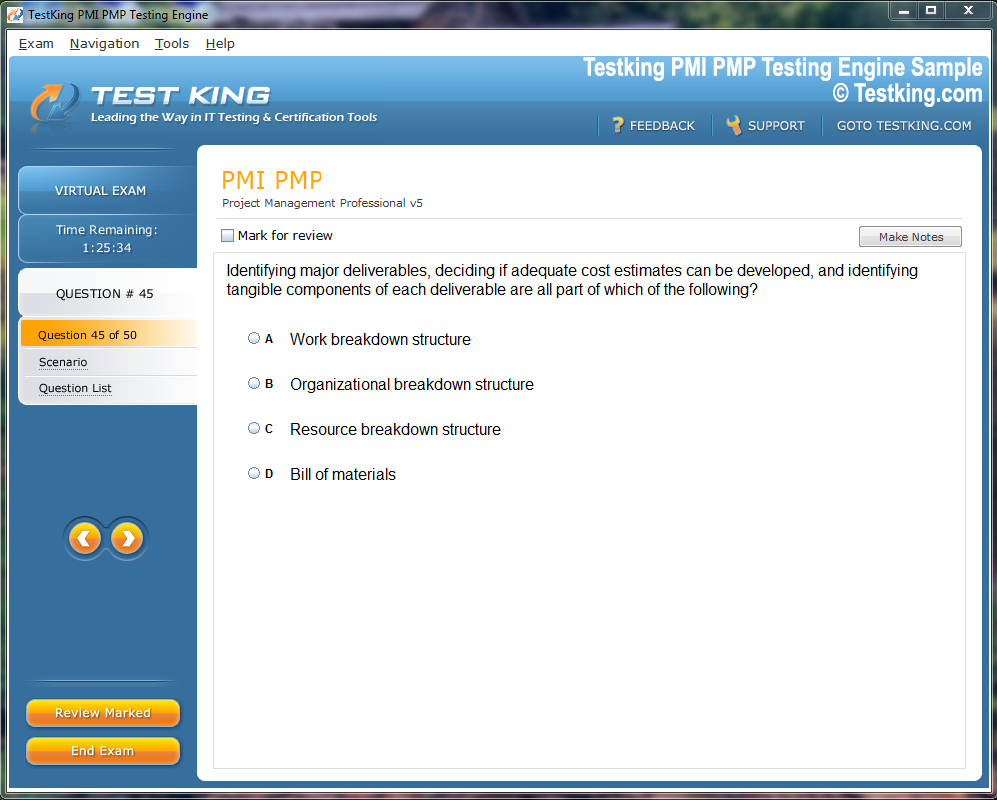 TestKing PMI PMP Testing Engine
Exam Navigation Tools Help
Testking PMI PMP Testing Engine Sample
© Testking.com
TEST KING
Leading the Way in IT Testing & Certification Tools
? FEEDBACK SUPPORT GOTO TESTKING.COM
VIRTUAL EXAM
Time Remaining:
1:25:34
QUESTION # 45
Question 45 of 50
Scenario
Question List
Review Marked
End Exam
PMI PMP
Project Management Professional v5
Mark for review
Make Notes
Identifying major deliverables, deciding if adequate cost estimates can be developed, and identifying
tangible components of each deliverable are all part of which of the following?
A Work breakdown structure
B Organizational breakdown structure
C Resource breakdown structure
D Bill of materials